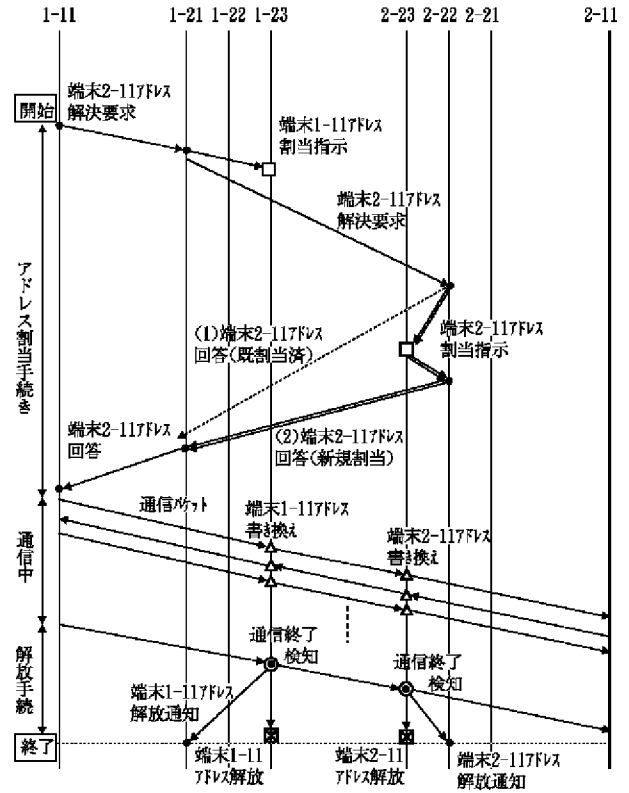 1-11 1-21 1-22 1-23 2-23 2-22 2-21 2-11
端末2-11ｱﾄﾞﾚｽ
解決要求
開始
端末1-11ｱﾄﾞﾚｽ
割当指示
端末2-11ｱﾄﾞﾚｽ
解決要求
アドレス割当手続き
(1)端末2-11ｱﾄﾞﾚｽ
回答(既割当済)
端末2-11ｱﾄﾞﾚｽ
割当指示
端末2-11ｱﾄﾞﾚｽ
回答
(2)端末2-11ｱﾄﾞﾚｽ
回答(新規割当)
通信ﾊﾟｹｯﾄ
端末1-11ｱﾄﾞﾚｽ
書き換え
端末2-11ｱﾄﾞﾚｽ
書き換え
通信中
通信終了
検知
通信終了
検知
解放手続
端末1-11ｱﾄﾞﾚｽ
解放通知
終了
端末1-11
ｱﾄﾞﾚｽ解放
端末2-11
ｱﾄﾞﾚｽ解放
端末2-11ｱﾄﾞﾚｽ
解放通知